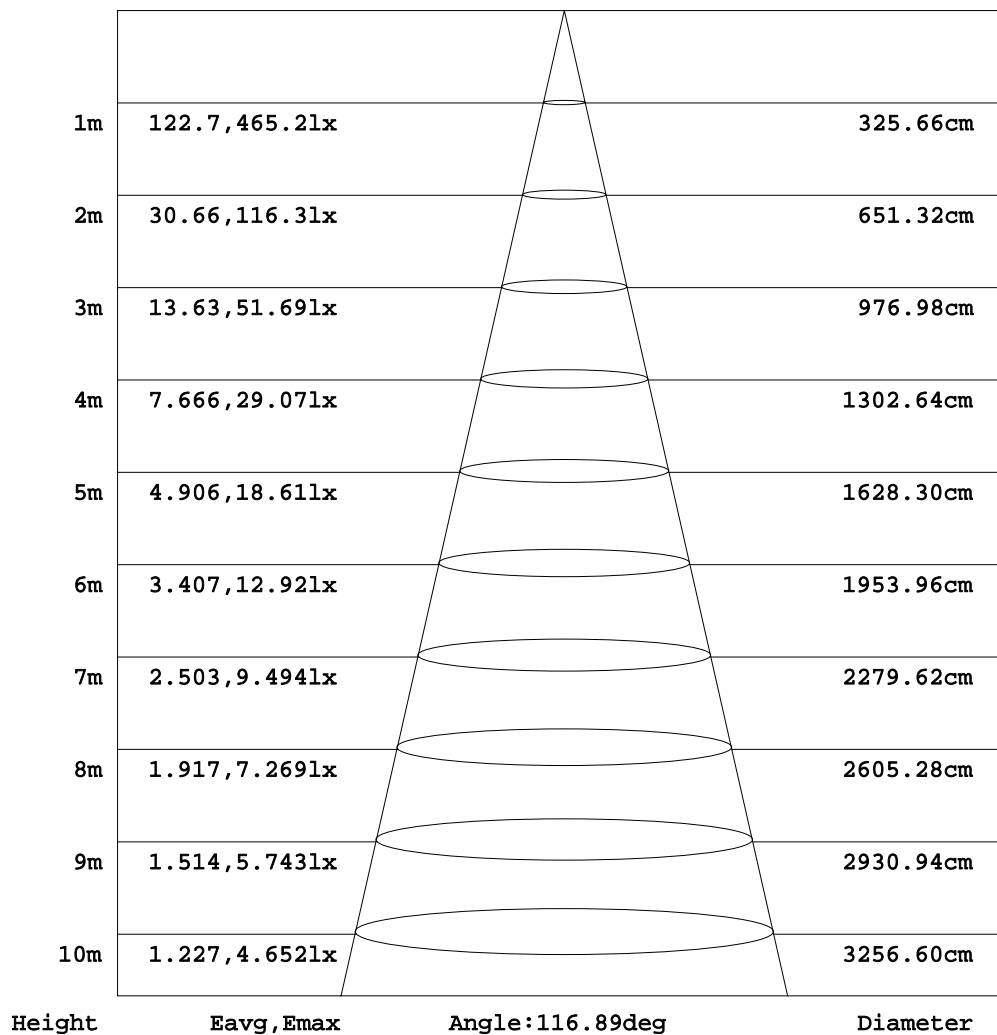 1m 122.7,465.2lx 325.66cm
2m 30.66,116.3lx 651.32cm
3m 13.63,51.69lx 976.98cm
4m 7.666,29.07lx 1302.64cm
5m 4.906,18.61lx 1628.30cm
6m 3.407,12.92lx 1953.96cm
7m 2.503,9.494lx 2279.62cm
8m 1.917,7.269lx 2605.28cm
9m 1.514,5.743lx 2930.94cm
10m 1.227,4.652lx 3256.60cm
Height Eavg,Emax Angle:116.89deg Diameter